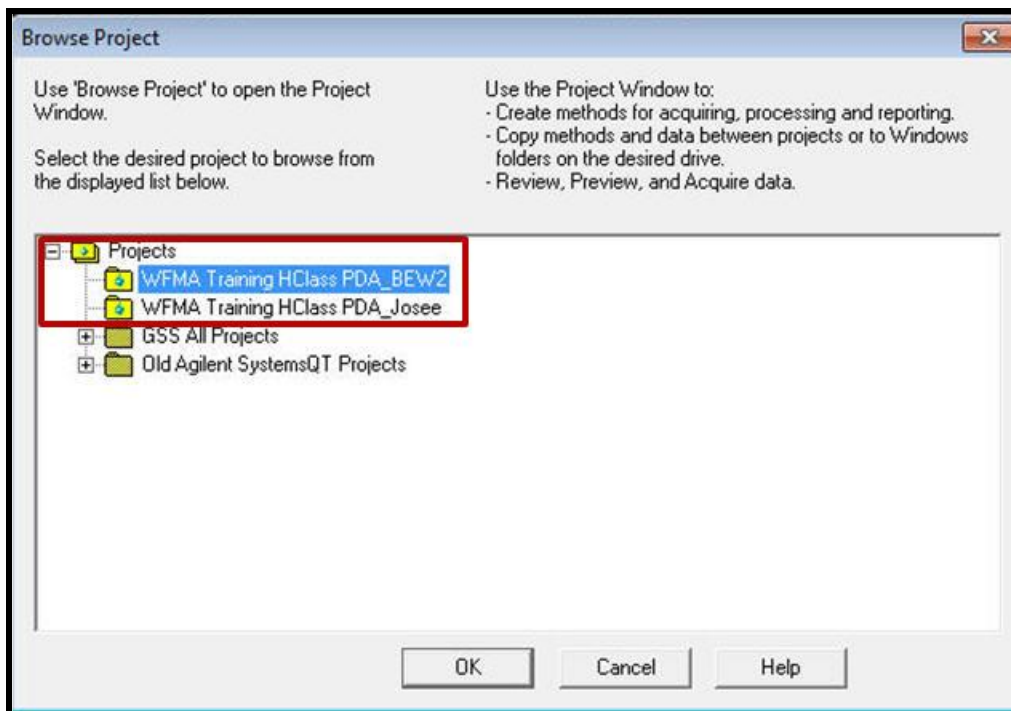 Browse Project
Use 'Browse Project' to open the Project
Window.
Select the desired project to browse from
the displayed list below.
Use the Project Window to:
- Create methods for acquiring, processing and reporting.
- Copy methods and data between projects or to Windows
folders on the desired drive.
- Review, Preview, and Acquire data.
Projects
WFMA Training HClass PDA_BEW2
WFMA Training HClass PDA_Josee
GSS All Projects
Old Agilent SystemsQT Projects
OK
Cancel
Help